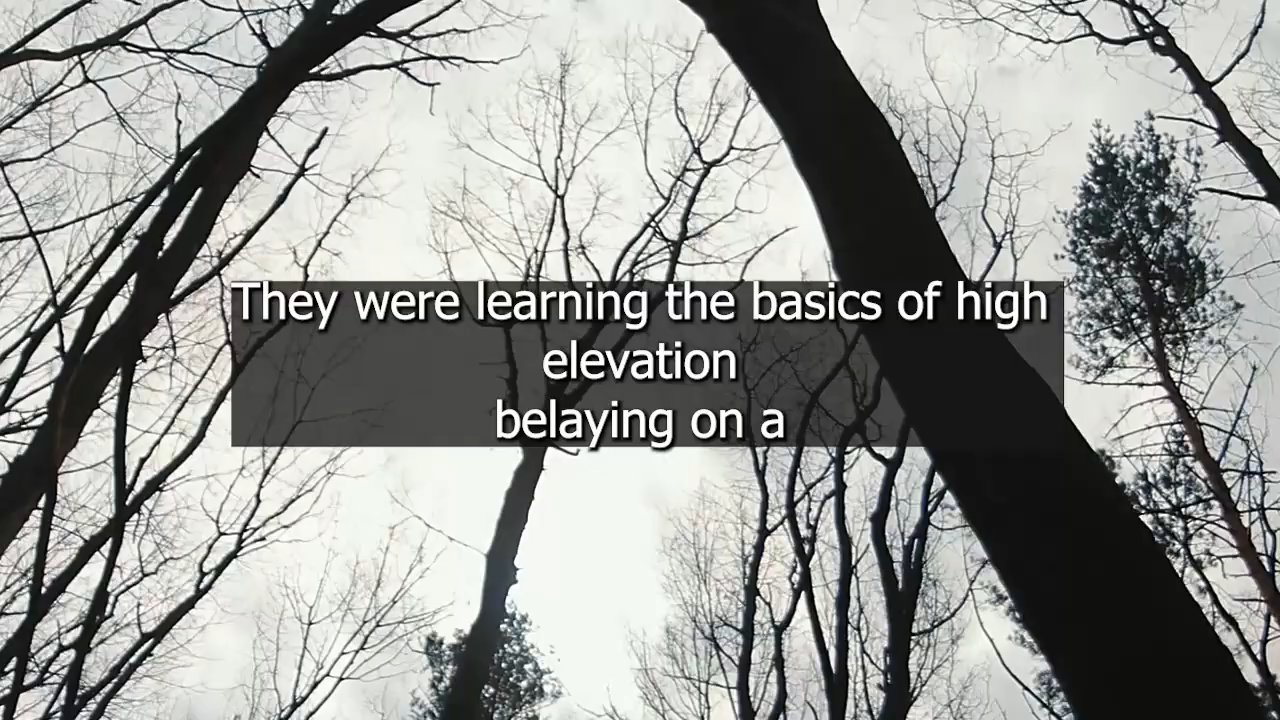 They were learning the basics of high
elevation
belaying on a